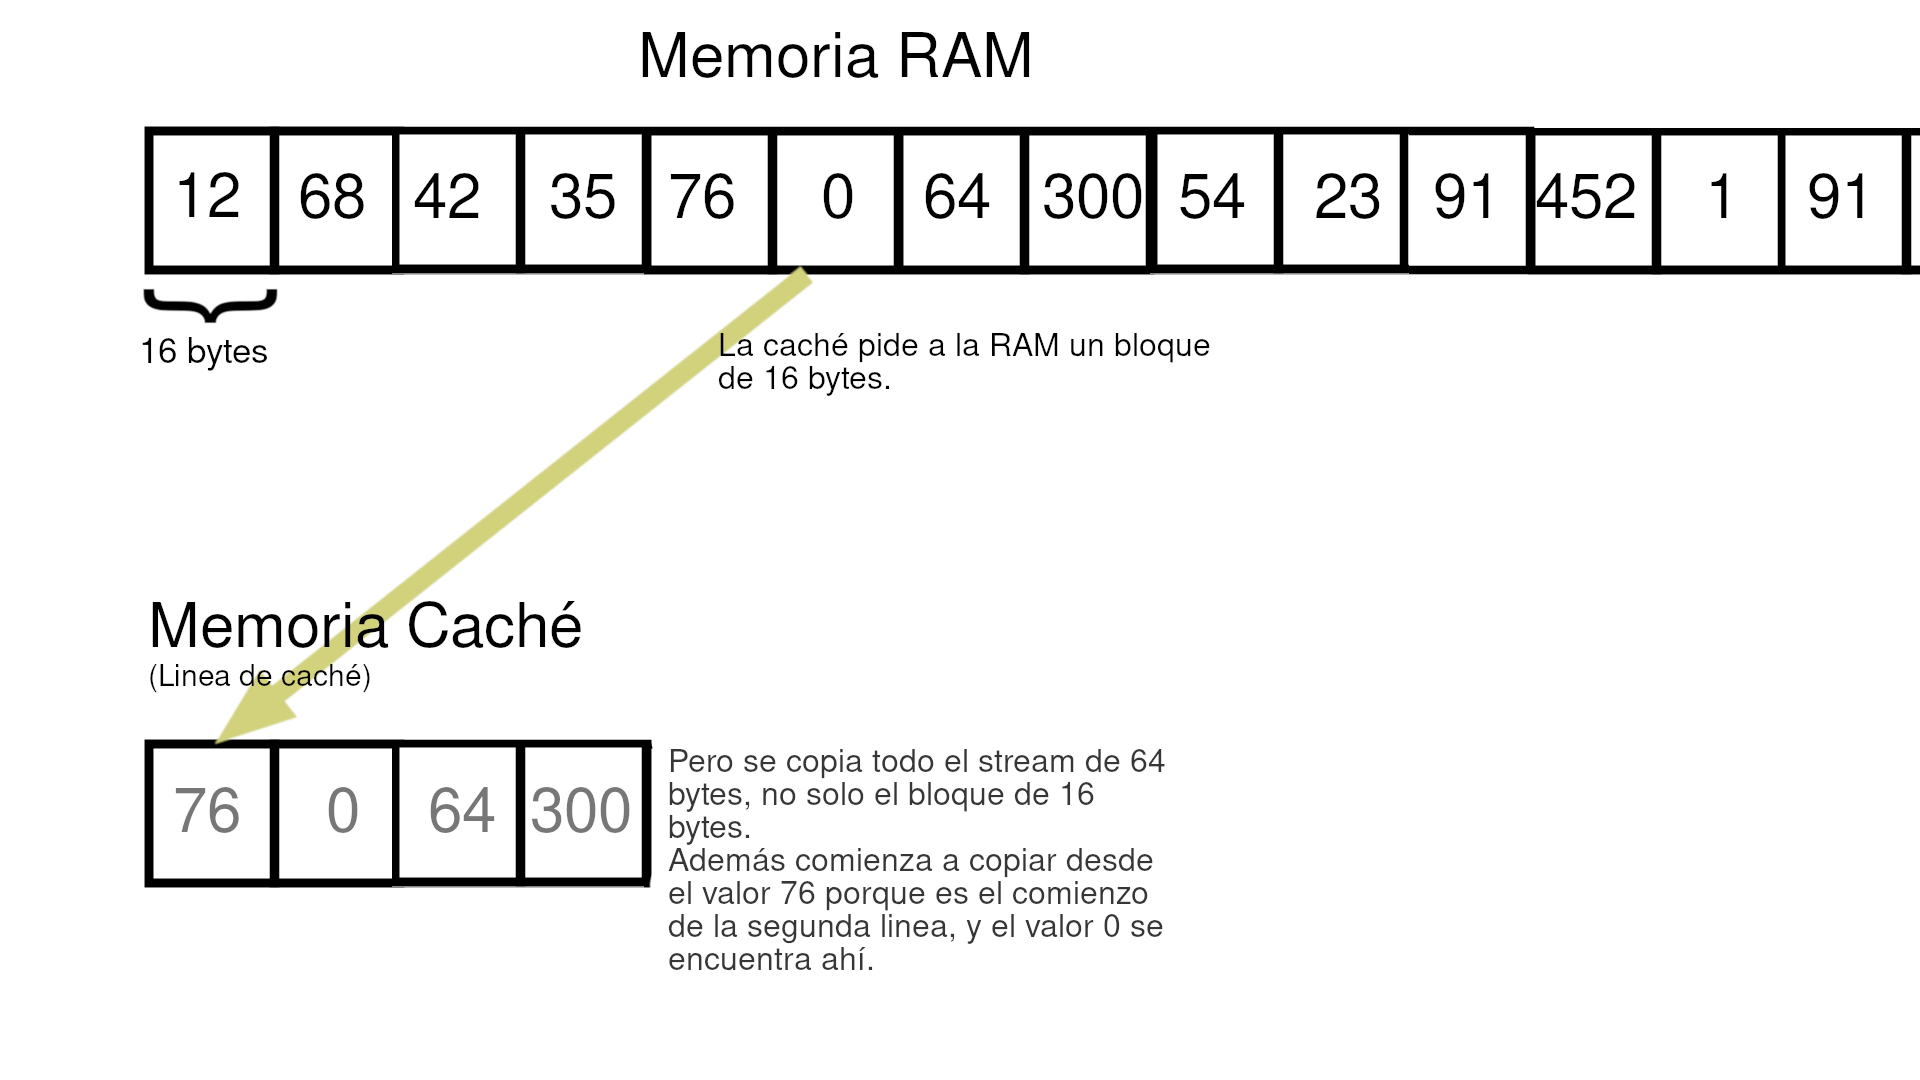 Memoria RAM
12 68 42 35 76 0 64 300 54 23 91 452 1 91
16 bytes
La caché pide a la RAM un bloque
de 16 bytes.
Memoria Caché
(Linea de caché)
76 0 64 300
Pero se copia todo el stream de 64
bytes, no solo el bloque de 16
bytes.
Además comienza a copiar desde
el valor 76 porque es el comienzo
de la segunda linea, y el valor 0 se
encuentra ahí.